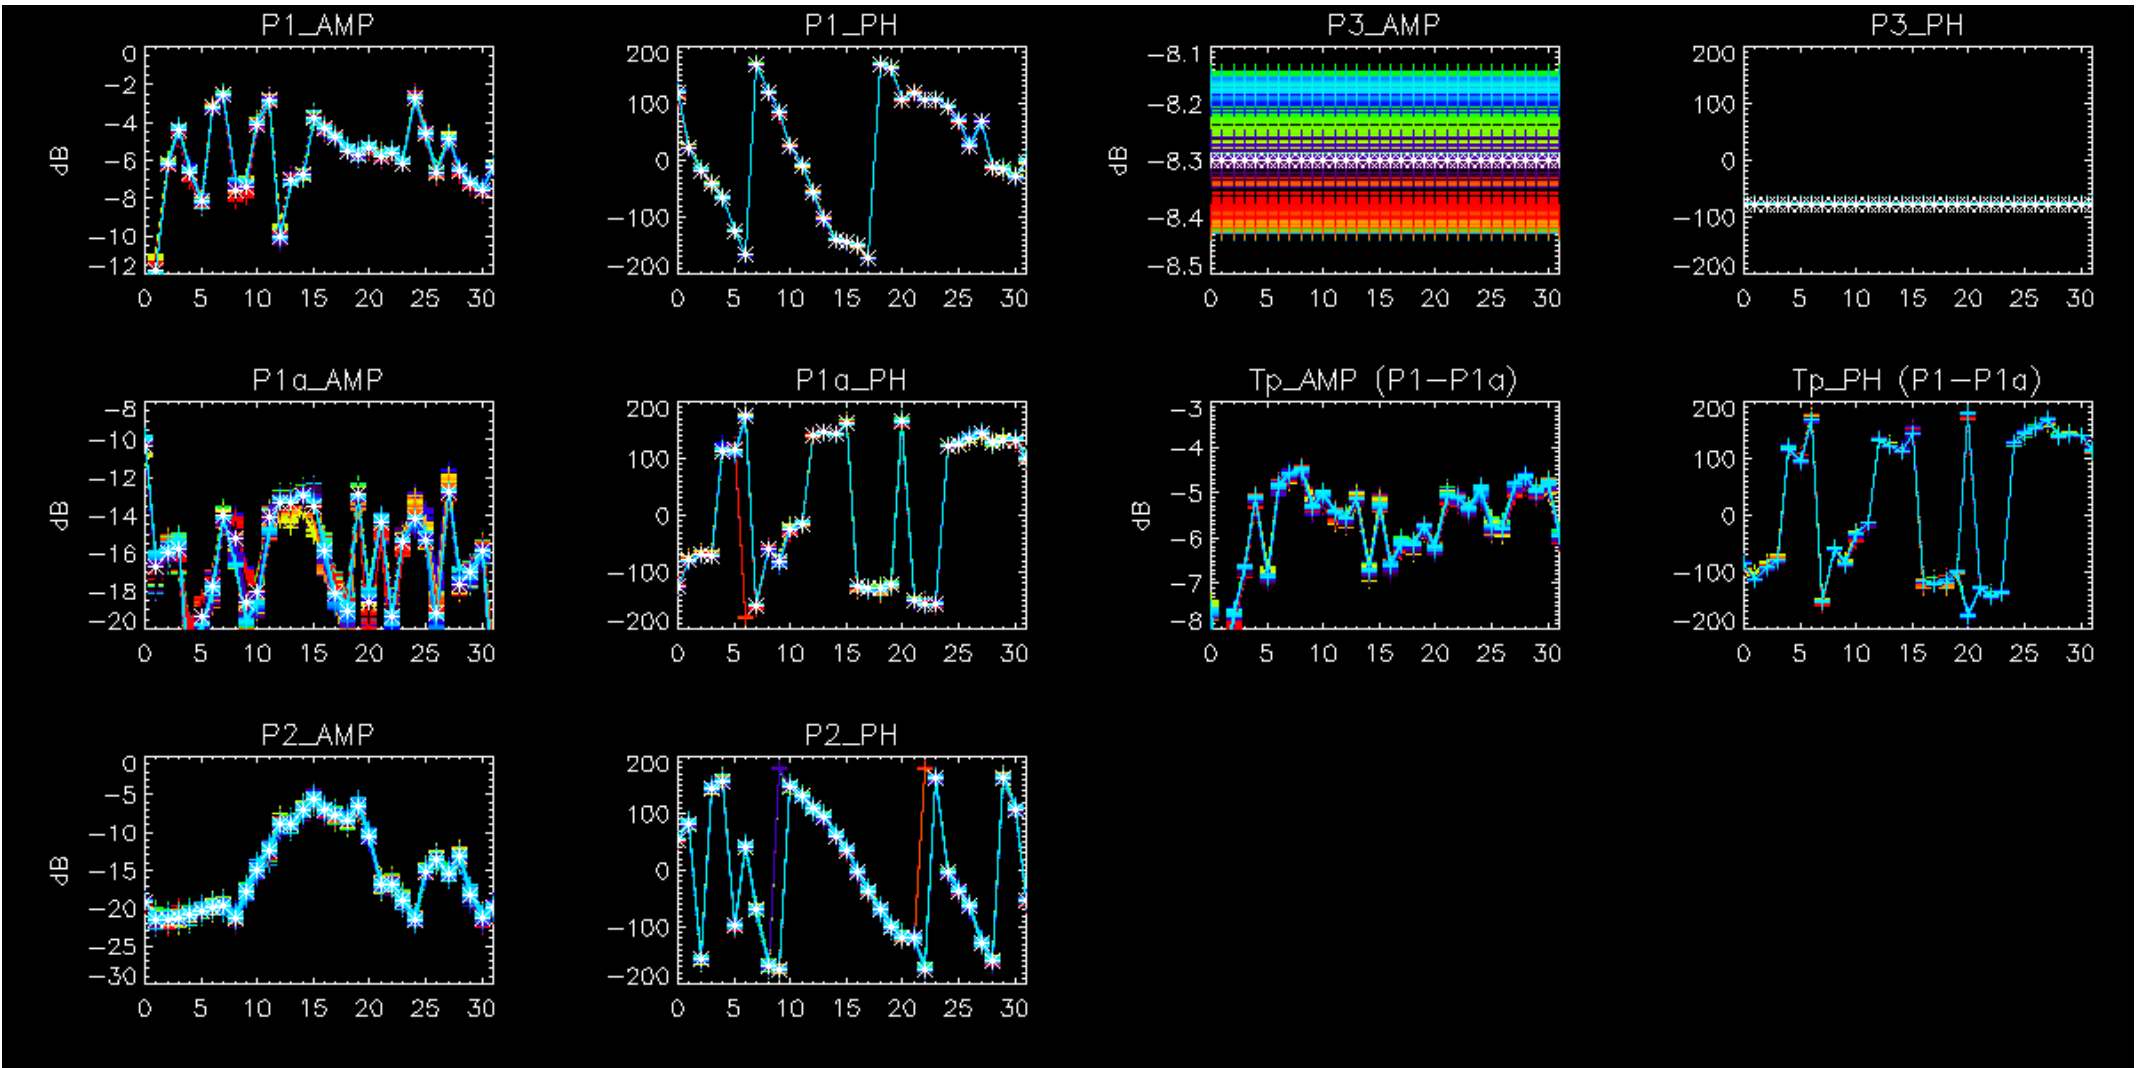 P1_AMP
P1_PH
P3_AMP
P3_PH
dB
0
−2
−4
−6
−8
−10
−12
0 5 10 15 20 25 30
200
100
0
−100
−200
0 5 10 15 20 25 30
dB
−8.1
−8.2
−8.3
−8.4
−8.5
0 5 10 15 20 25 30
200
100
0
−100
−200
0 5 10 15 20 25 30
P1a_AMP
P1a_PH
Tp_AMP (P1−P1a)
Tp_PH (P1−P1a)
dB
−8
−10
−12
−14
−16
−18
−20
0 5 10 15 20 25 30
200
100
0
−100
−200
0 5 10 15 20 25 30
dB
−3
−4
−5
−6
−7
−8
0 5 10 15 20 25 30
200
100
0
−100
−200
0 5 10 15 20 25 30
P2_AMP
P2_PH
dB
0
−5
−10
−15
−20
−25
−30
0 5 10 15 20 25 30
200
100
0
−100
−200
0 5 10 15 20 25 30